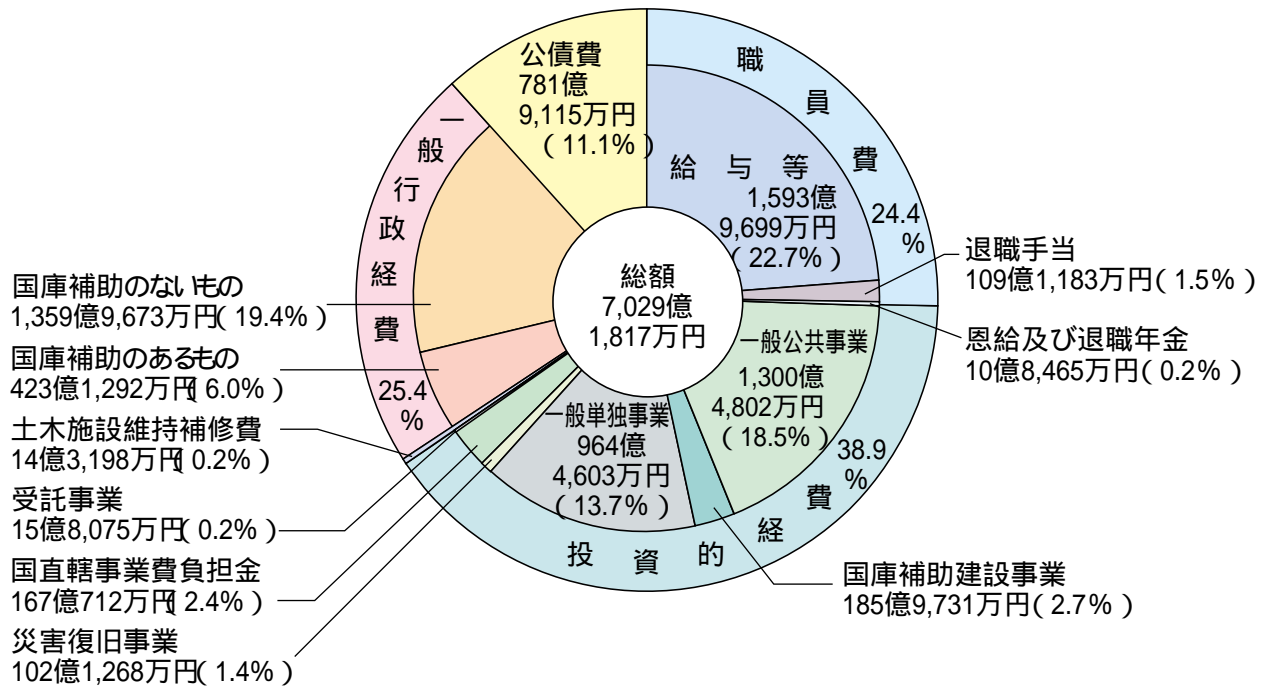 公債費
781億
9,115万円
(11.1%)
職員費
24.4
%
給与等
1,593億
9,699万円
(22.7%)
退職手当
109億1,183万円(1.5%)
恩給及び退職年金
10億8,465万円(0.2%)
総額
7,029億
1,817万円
一般公共事業
1,300億
4,802万円
(18.5%)
38.9
%
投資的経費
国庫補助建設事業
185億9,731万円(2.7%)
一般単独事業
964億
4,603万円
(13.7%)
一般行政経費
25.4
%
国庫補助のないもの
1,359億9,673万円(19.4%)
国庫補助のあるもの
423億1,292万円(6.0%)
土木施設維持補修費
14億3,198万円(0.2%)
受託事業
15億8,075万円(0.2%)
国直轄事業費負担金
167億712万円(2.4%)
災害復旧事業
102億1,268万円(1.4%)